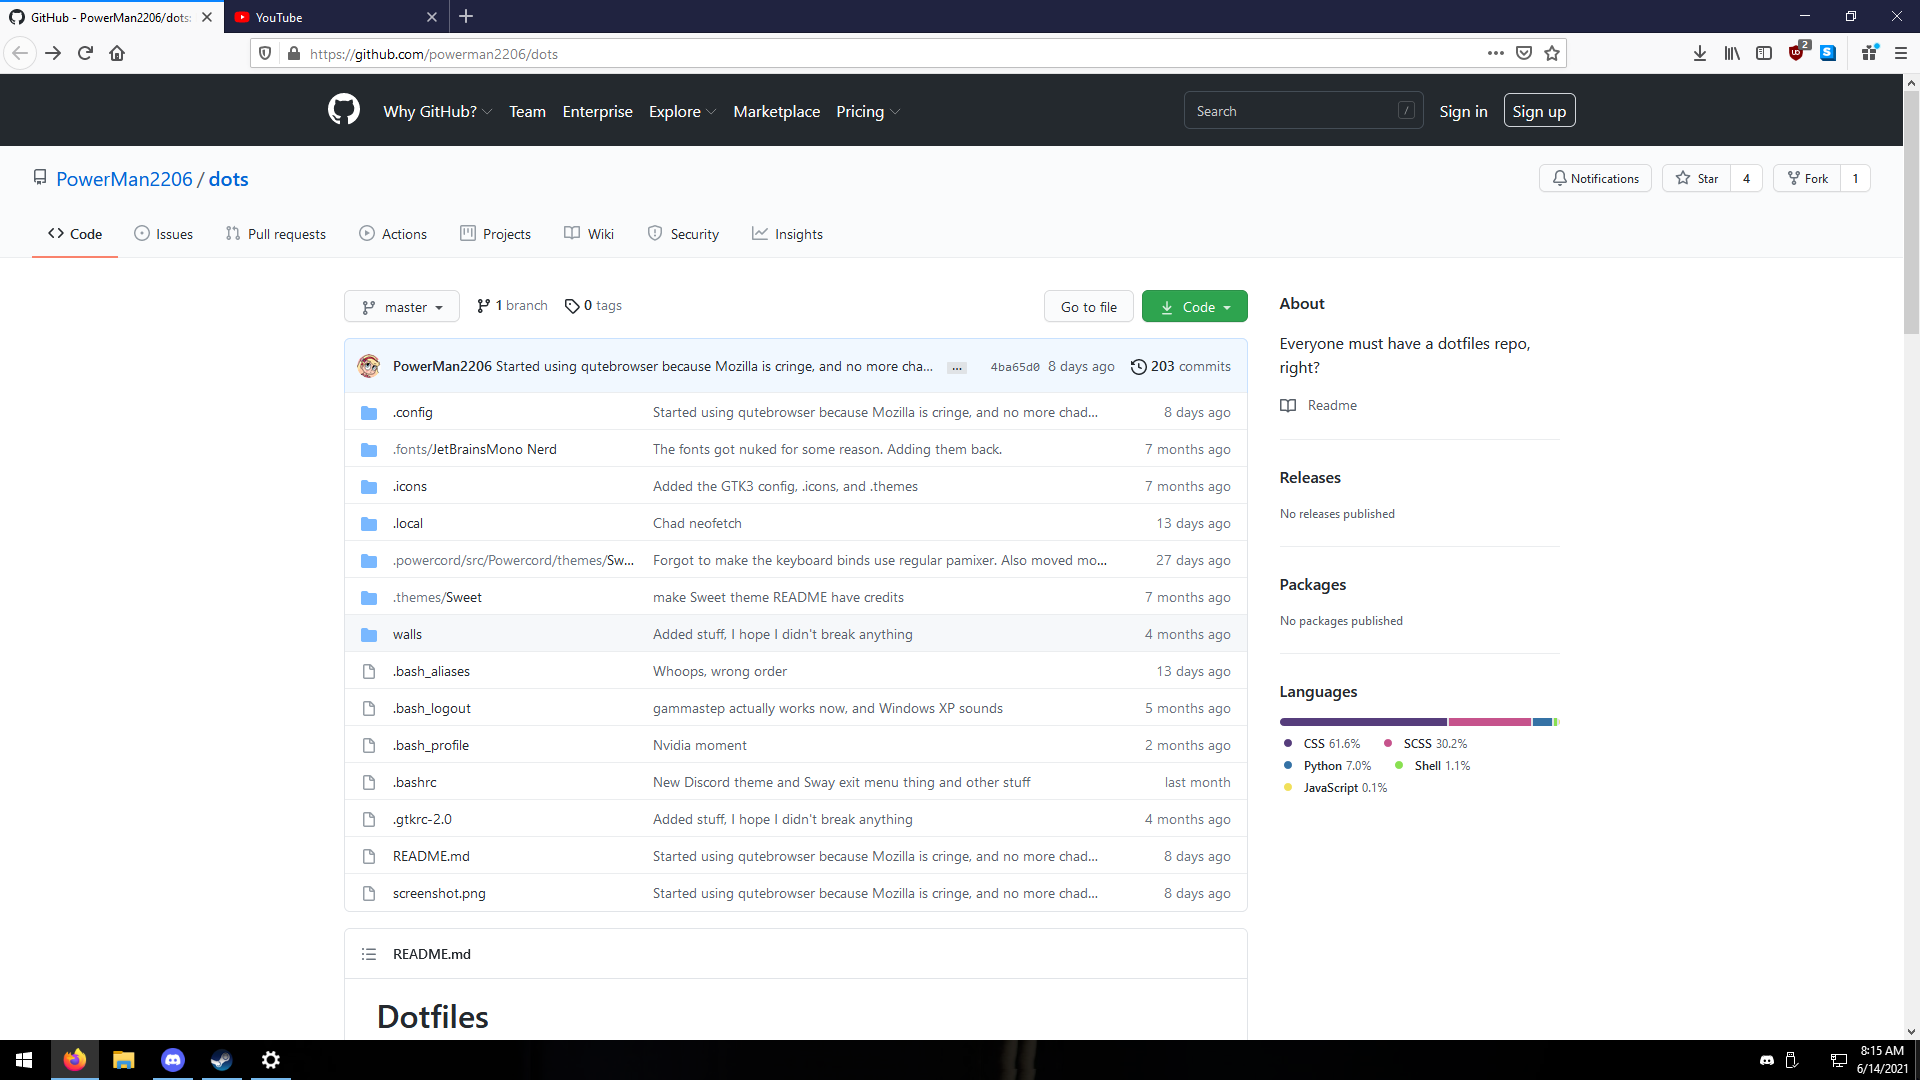 GitHub - PowerMan2206/dots:
YouTube
https://github.com/powerman2206/dots
2
Why GitHub?
Team
Enterprise
Explore
Marketplace
Pricing
Search
/
Sign in
Sign up
PowerMan2206 / dots
Notifications
Star
4
Fork
1
Code
Issues
Pull requests
Actions
Projects
Wiki
Security
Insights
master
1 branch
0 tags
Go to file
Code
PowerMan2206 Started using qutebrowser because Mozilla is cringe, and no more cha... ... 4ba65d0 8 days ago 203 commits
.config Started using qutebrowser because Mozilla is cringe, and no more chad... 8 days ago
.fonts/JetBrainsMono Nerd The fonts got nuked for some reason. Adding them back. 7 months ago
.icons Added the GTK3 config, .icons, and .themes 7 months ago
.local Chad neofetch 13 days ago
.powercord/src/Powercord/themes/Sw... Forgot to make the keyboard binds use regular pamixer. Also moved mo... 27 days ago
.themes/Sweet make Sweet theme README have credits 7 months ago
walls Added stuff, I hope I didn't break anything 4 months ago
.bash_aliases Whoops, wrong order 13 days ago
.bash_logout gammastep actually works now, and Windows XP sounds 5 months ago
.bash_profile Nvidia moment 2 months ago
.bashrc New Discord theme and Sway exit menu thing and other stuff last month
.gtkrc-2.0 Added stuff, I hope I didn't break anything 4 months ago
README.md Started using qutebrowser because Mozilla is cringe, and no more chad... 8 days ago
screenshot.png Started using qutebrowser because Mozilla is cringe, and no more chad... 8 days ago
README.md
Dotfiles
About
Everyone must have a dotfiles repo,
right?
Readme
Releases
No releases published
Packages
No packages published
Languages
CSS 61.6% SCSS 30.2%
Python 7.0% Shell 1.1%
JavaScript 0.1%
8:15 AM
6/14/2021